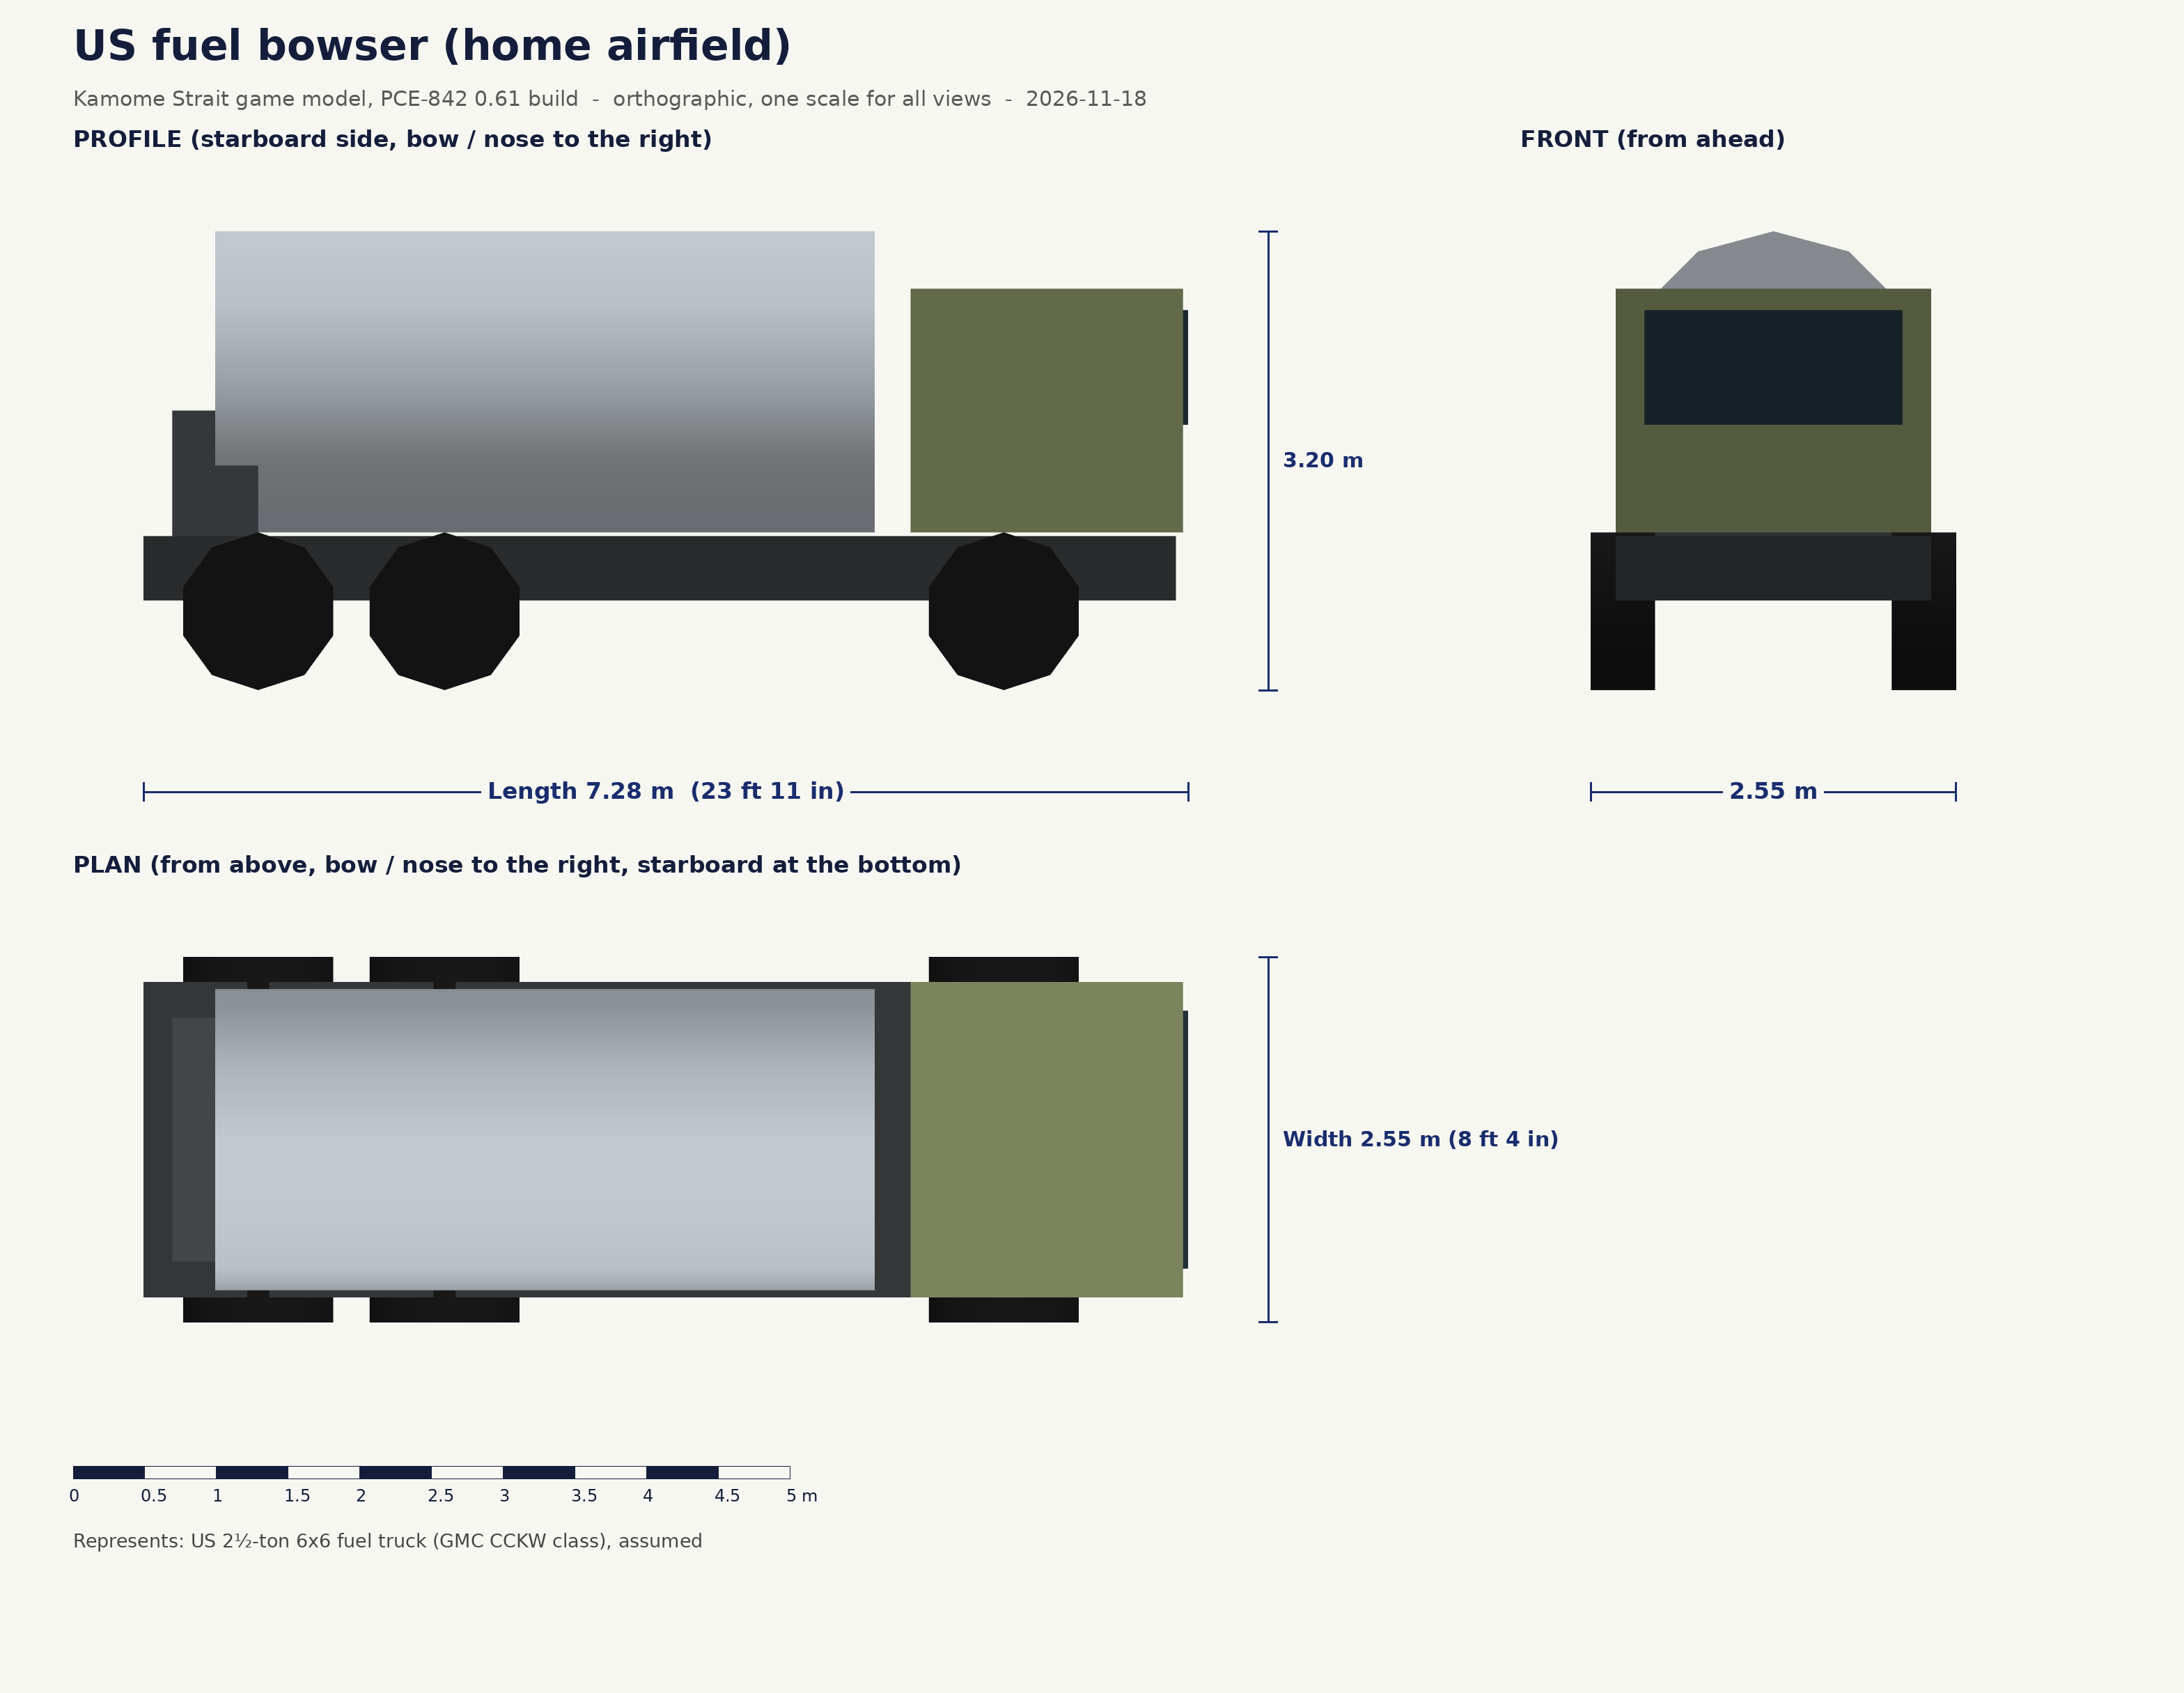 US fuel bowser (home airfield)
Kamome Strait game model, PCE-842 0.61 build - orthographic, one scale for all views - 2026-11-18
PROFILE (starboard side, bow / nose to the right)
FRONT (from ahead)
3.20 m
Length 7.28 m (23 ft 11 in)
2.55 m
PLAN (from above, bow / nose to the right, starboard at the bottom)
Width 2.55 m (8 ft 4 in)
0 0.5 1 1.5 2 2.5 3 3.5 4 4.5 5 m
Represents: US 2½-ton 6x6 fuel truck (GMC CCKW class), assumed